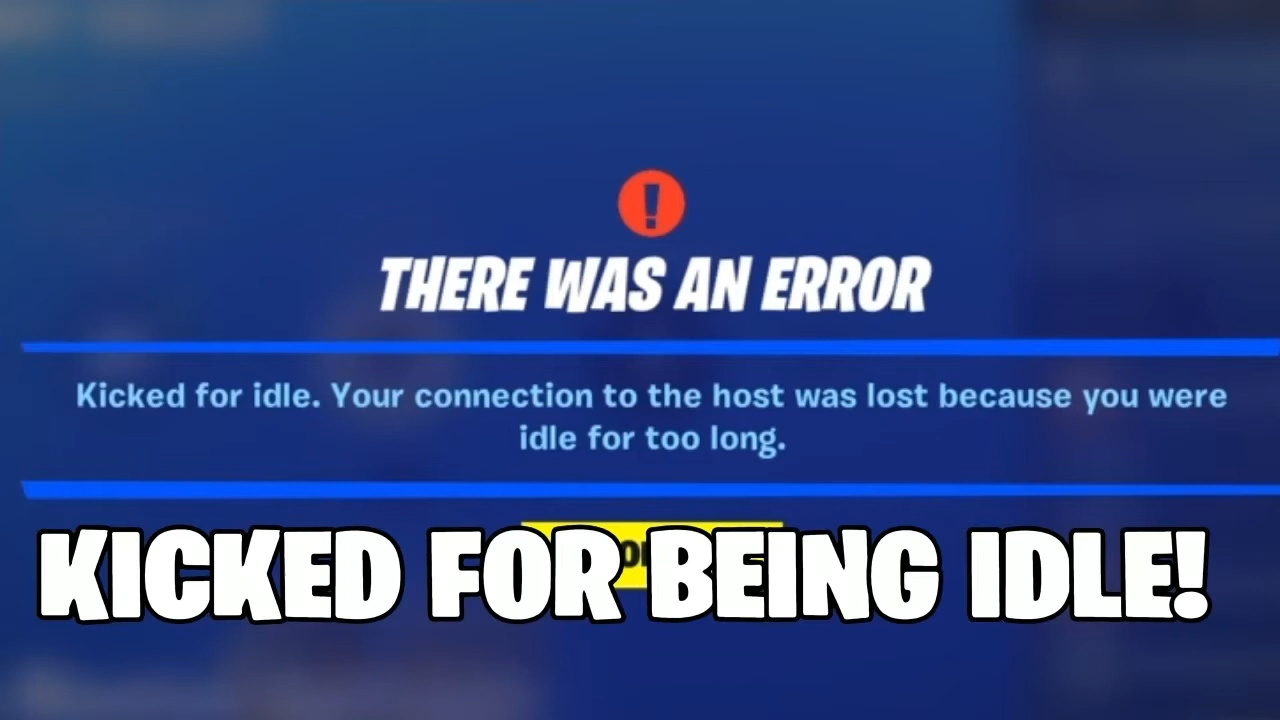 !
THERE WAS AN ERROR
Kicked for idle. Your connection to the host was lost because you were
idle for too long.
KICKED FOR BEING IDLE!